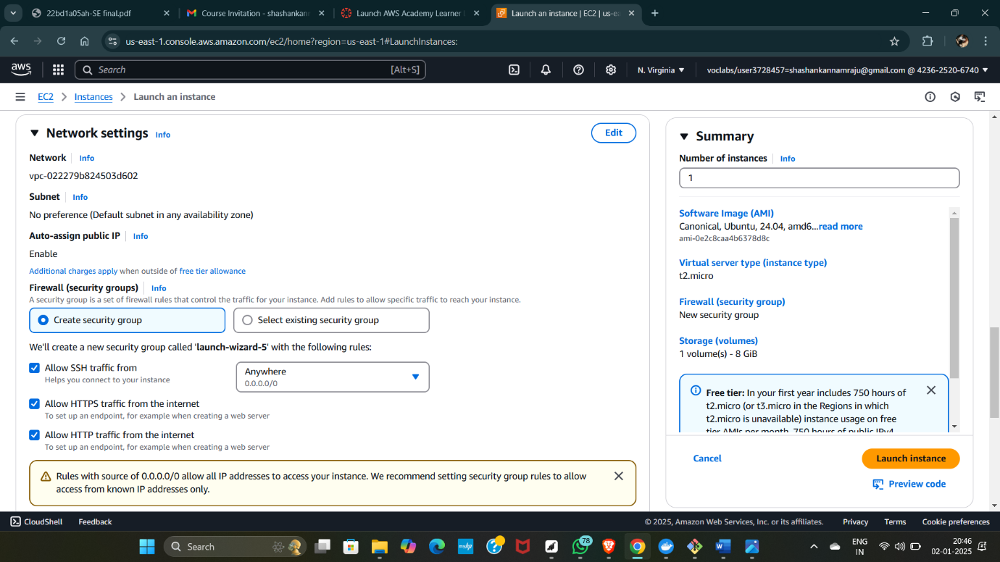 22bd1a05ah-SE final.pdf
Course Invitation - shashankanr
Launch AWS Academy Learner
Launch an instance | EC2 | us-ea
us-east-1.console.aws.amazon.com/ec2/home?region=us-east-1#LaunchInstances:
aws
Search
[Alt+S]
N. Virginia
voclabs/user3728457=shashankannamraju@gmail.com @ 4236-2520-6740
EC2
Instances
Launch an instance
Network settings Info
Edit
Network Info
vpc-022279b824503d602
Subnet Info
No preference (Default subnet in any availability zone)
Auto-assign public IP Info
Enable
Additional charges apply when outside of free tier allowance
Firewall (security groups) Info
A security group is a set of firewall rules that control the traffic for your instance. Add rules to allow specific traffic to reach your instance.
Create security group
Select existing security group
We'll create a new security group called 'launch-wizard-5' with the following rules:
Allow SSH traffic from
Helps you connect to your instance
Anywhere
0.0.0.0/0
Allow HTTPS traffic from the internet
To set up an endpoint, for example when creating a web server
Allow HTTP traffic from the internet
To set up an endpoint, for example when creating a web server
Rules with source of 0.0.0.0/0 allow all IP addresses to access your instance. We recommend setting security group rules to allow
access from known IP addresses only.
Summary
Number of instances Info
1
Software Image (AMI)
Canonical, Ubuntu, 24.04, amd6...read more
ami-0e2c8caa4b6378d8c
Virtual server type (instance type)
t2.micro
Firewall (security group)
New security group
Storage (volumes)
1 volume(s) - 8 GiB
Free tier: In your first year includes 750 hours of
t2.micro (or t3.micro in the Regions in which
t2.micro is unavailable) instance usage on free
tier AMIs per month, 750 hours of public IPv4
Cancel
Launch instance
Preview code
CloudShell
Feedback
© 2025, Amazon Web Services, Inc. or its affiliates.
Privacy
Terms
Cookie preferences
Search
78
ENG
IN
20:46
02-01-2025